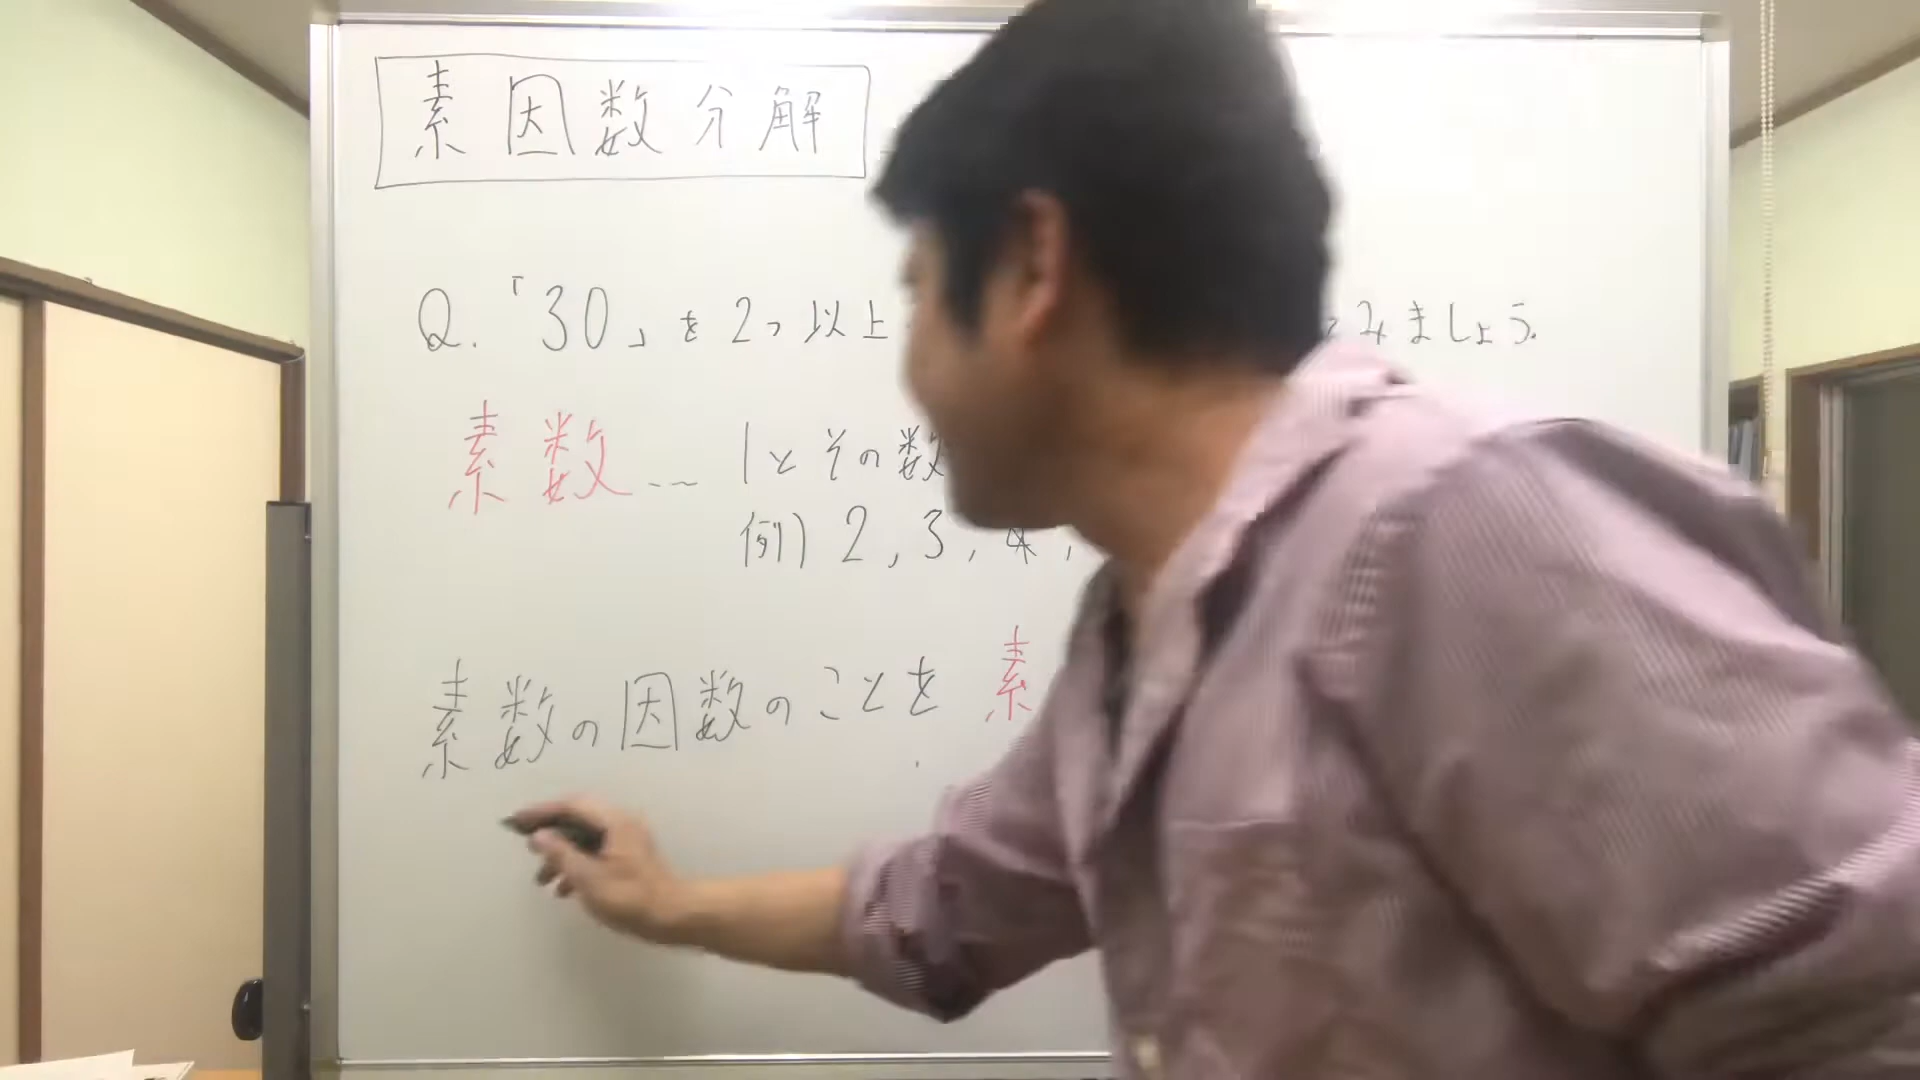 素因数分解
Q.「30」を2つ以上 みましょう.
素数… 1とその数
例) 2, 3, 4,
素数の因数のことを 素